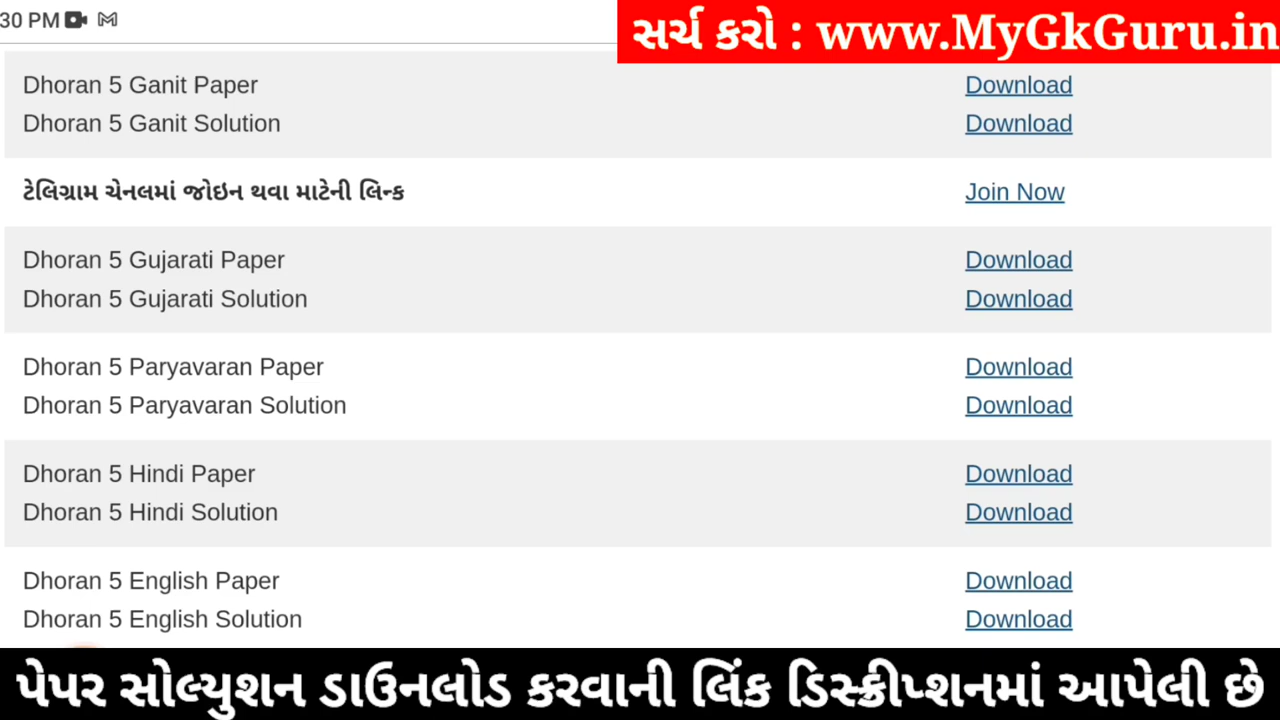 30 PM
સર્ચ કરો : www.MyGkGuru.in
Dhoran 5 Ganit Paper Download
Dhoran 5 Ganit Solution Download
ટેલિગ્રામ ચેનલમાં જોઇન થવા માટેની લિન્ક Join Now
Dhoran 5 Gujarati Paper Download
Dhoran 5 Gujarati Solution Download
Dhoran 5 Paryavaran Paper Download
Dhoran 5 Paryavaran Solution Download
Dhoran 5 Hindi Paper Download
Dhoran 5 Hindi Solution Download
Dhoran 5 English Paper Download
Dhoran 5 English Solution Download
પેપર સોલ્યુશન ડાઉનલોડ કરવાની લિંક ડિસ્ક્રીપ્શનમાં આપેલી છે